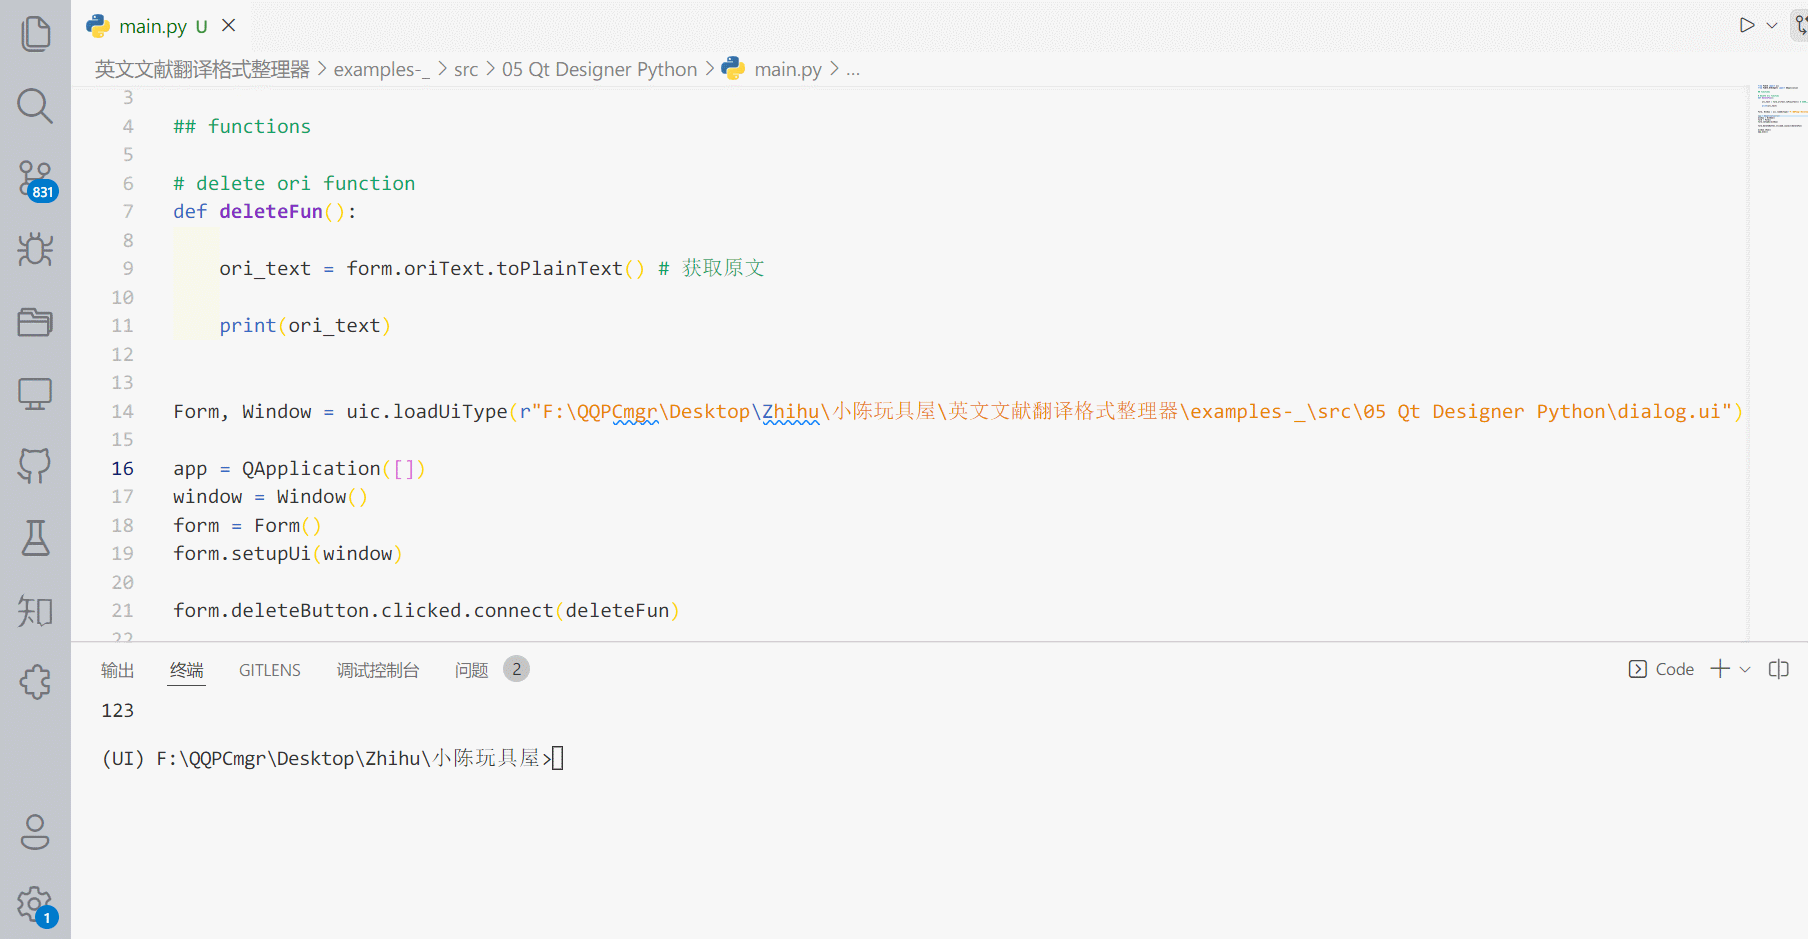 main.py U
英文文献翻译格式整理器 > examples-_ > src > 05 Qt Designer Python > main.py > ...
3
4 ## functions
5
6 # delete ori function
7 def deleteFun():
8
9 ori_text = form.oriText.toPlainText() # 获取原文
10
11 print(ori_text)
12
13
14 Form, Window = uic.loadUiType(r"F:\QQPCmgr\Desktop\Zhihu\小陈玩具屋\英文文献翻译格式整理器\examples-_\src\05 Qt Designer Python\dialog.ui")
15
16 app = QApplication([])
17 window = Window()
18 form = Form()
19 form.setupUi(window)
20
21 form.deleteButton.clicked.connect(deleteFun)
22
831
知
1
输出 终端 GITLENS 调试控制台 问题 2 Code
123
(UI) F:\QQPCmgr\Desktop\Zhihu\小陈玩具屋>